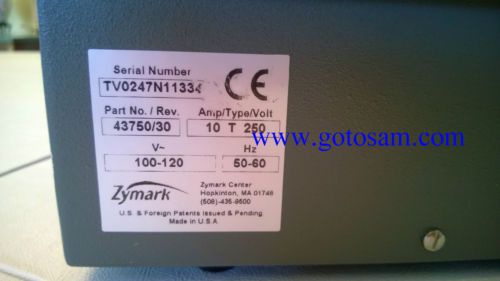 Serial Number
TV0247N11334
CE
Part No. / Rev.
Amp/Type/Volt
43750/30
10 T 250
www.gotosam.com
V~
Hz
100-120
50-60
Zymark
Zymark Center
Hopkinton, MA 01748
(508)-435-9500
U.S. & Foreign Patents Issued & Pending
Made in U.S.A.